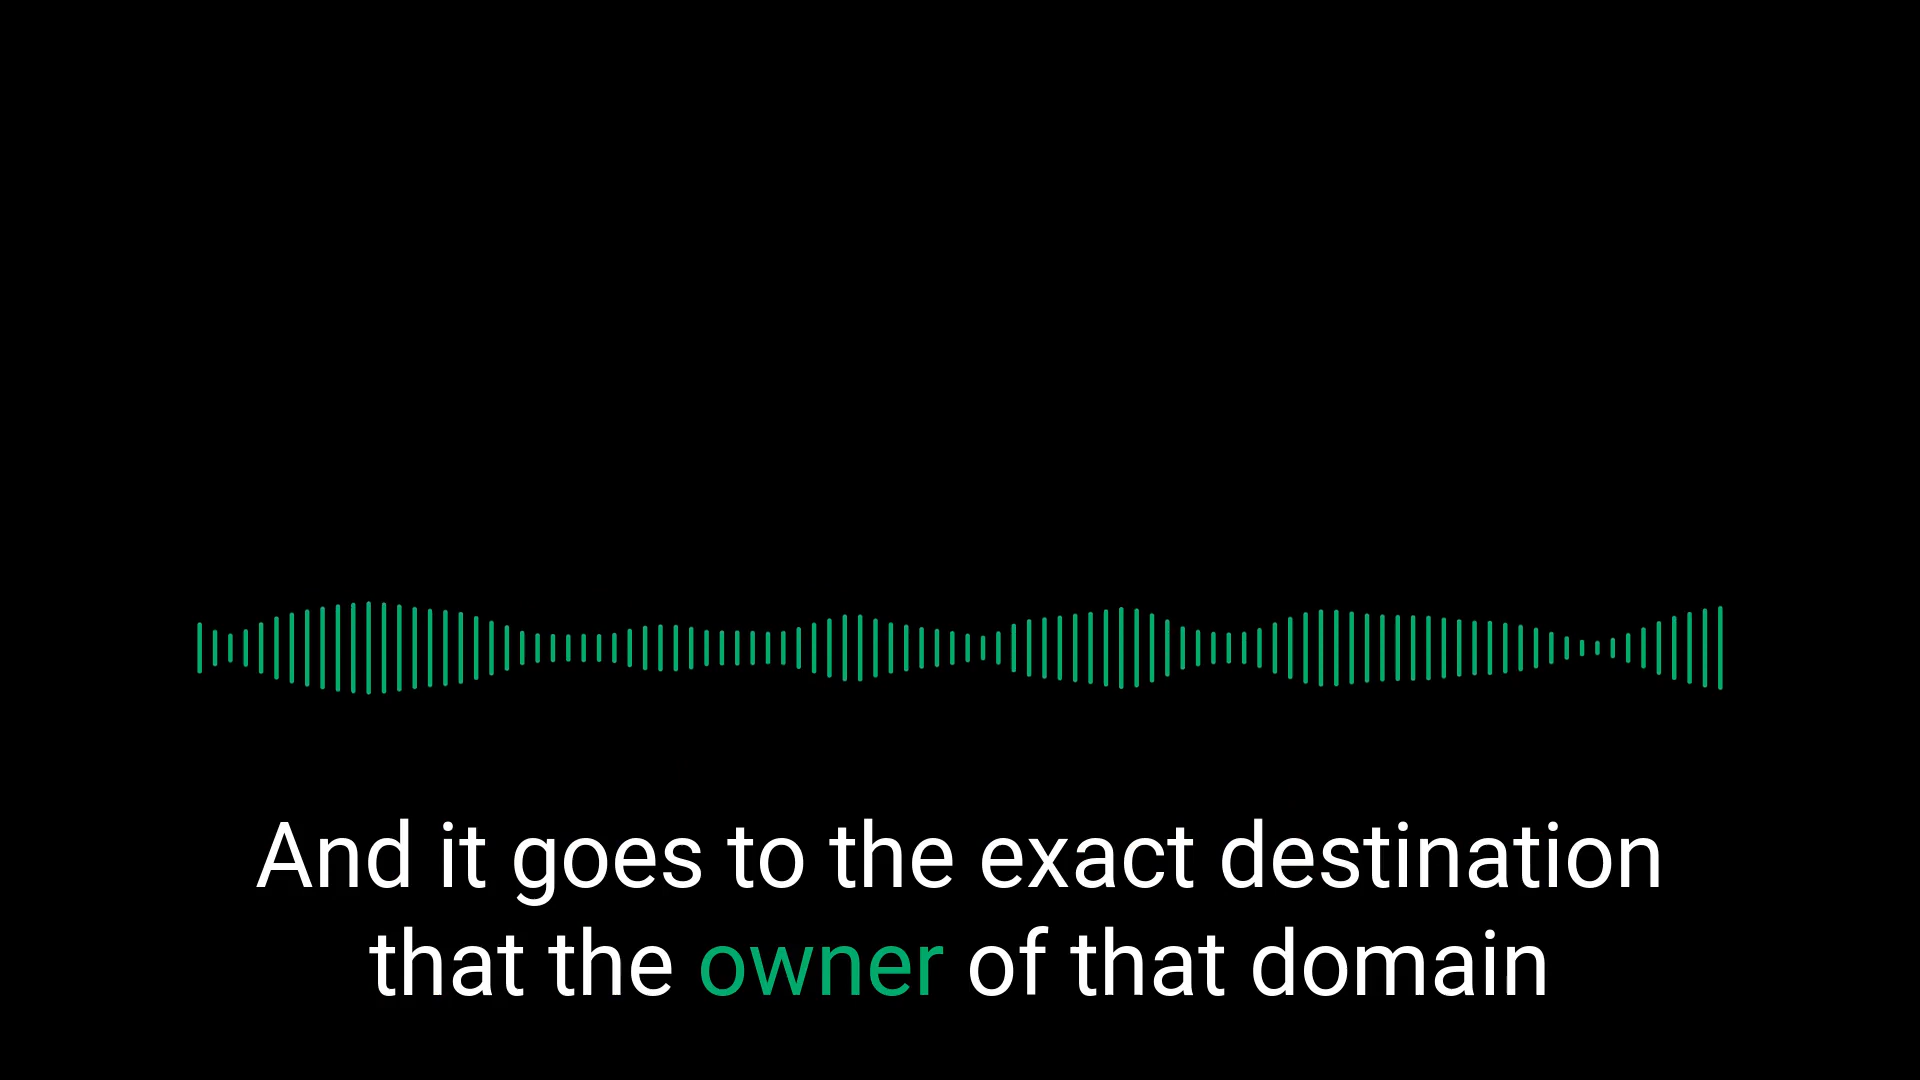 And it goes to the exact destination
that the owner of that domain